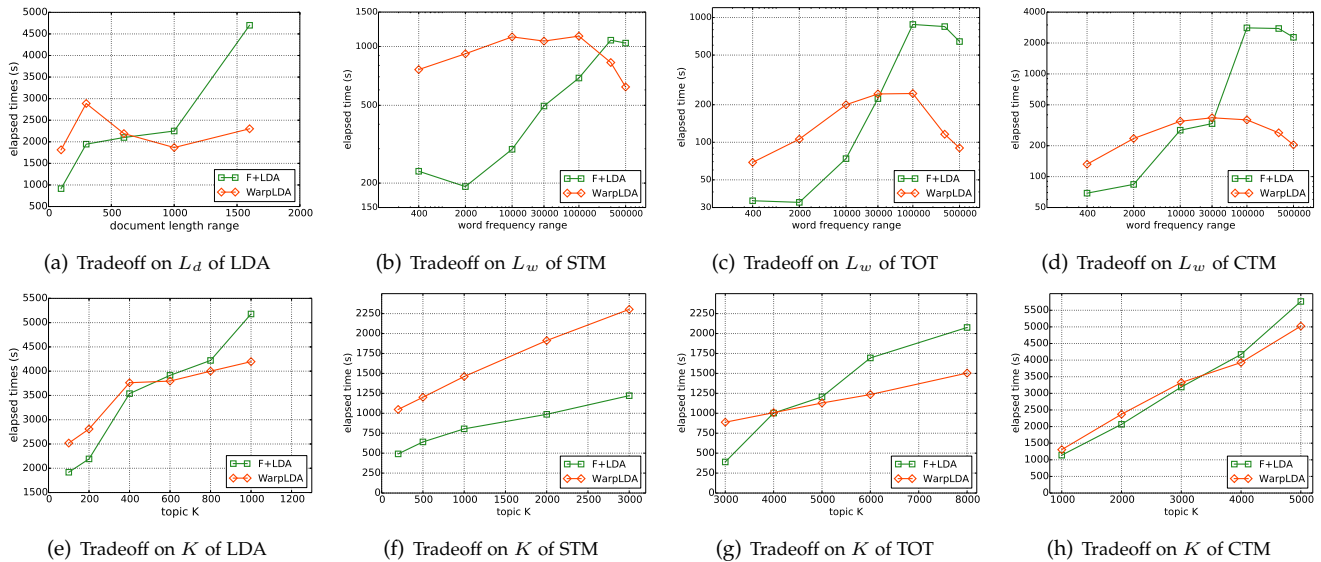 5000
4500
4000
3500
3000
2500
2000
1500
1000
500
0
500
1000
1500
2000
elapsed times (s)
document length range
F+LDA
WarpLDA
(a) Tradeoff on L_d of LDA
1500
1000
500
200
150
400
2000
10000
30000
100000
500000
elapsed time (s)
word frequency range
F+LDA
WarpLDA
(b) Tradeoff on L_w of STM
1000
500
200
100
50
30
400
2000
10000
30000
100000
500000
elapsed time (s)
word frequency range
F+LDA
WarpLDA
(c) Tradeoff on L_w of TOT
4000
2000
1000
400
200
100
50
400
2000
10000
30000
100000
500000
elapsed time (s)
word frequency range
F+LDA
WarpLDA
(d) Tradeoff on L_w of CTM
5500
5000
4500
4000
3500
3000
2500
2000
1500
0
200
400
600
800
1000
1200
elapsed times (s)
topic K
F+LDA
WarpLDA
(e) Tradeoff on K of LDA
2250
2000
1750
1500
1250
1000
750
500
250
0
0
500
1000
1500
2000
2500
3000
elapsed time (s)
topic K
F+LDA
WarpLDA
(f) Tradeoff on K of STM
2250
2000
1750
1500
1250
1000
750
500
250
0
3000
4000
5000
6000
7000
8000
elapsed time (s)
topic K
F+LDA
WarpLDA
(g) Tradeoff on K of TOT
5500
5000
4500
4000
3500
3000
2500
2000
1500
1000
500
0
1000
2000
3000
4000
5000
elapsed time (s)
topic K
F+LDA
WarpLDA
(h) Tradeoff on K of CTM